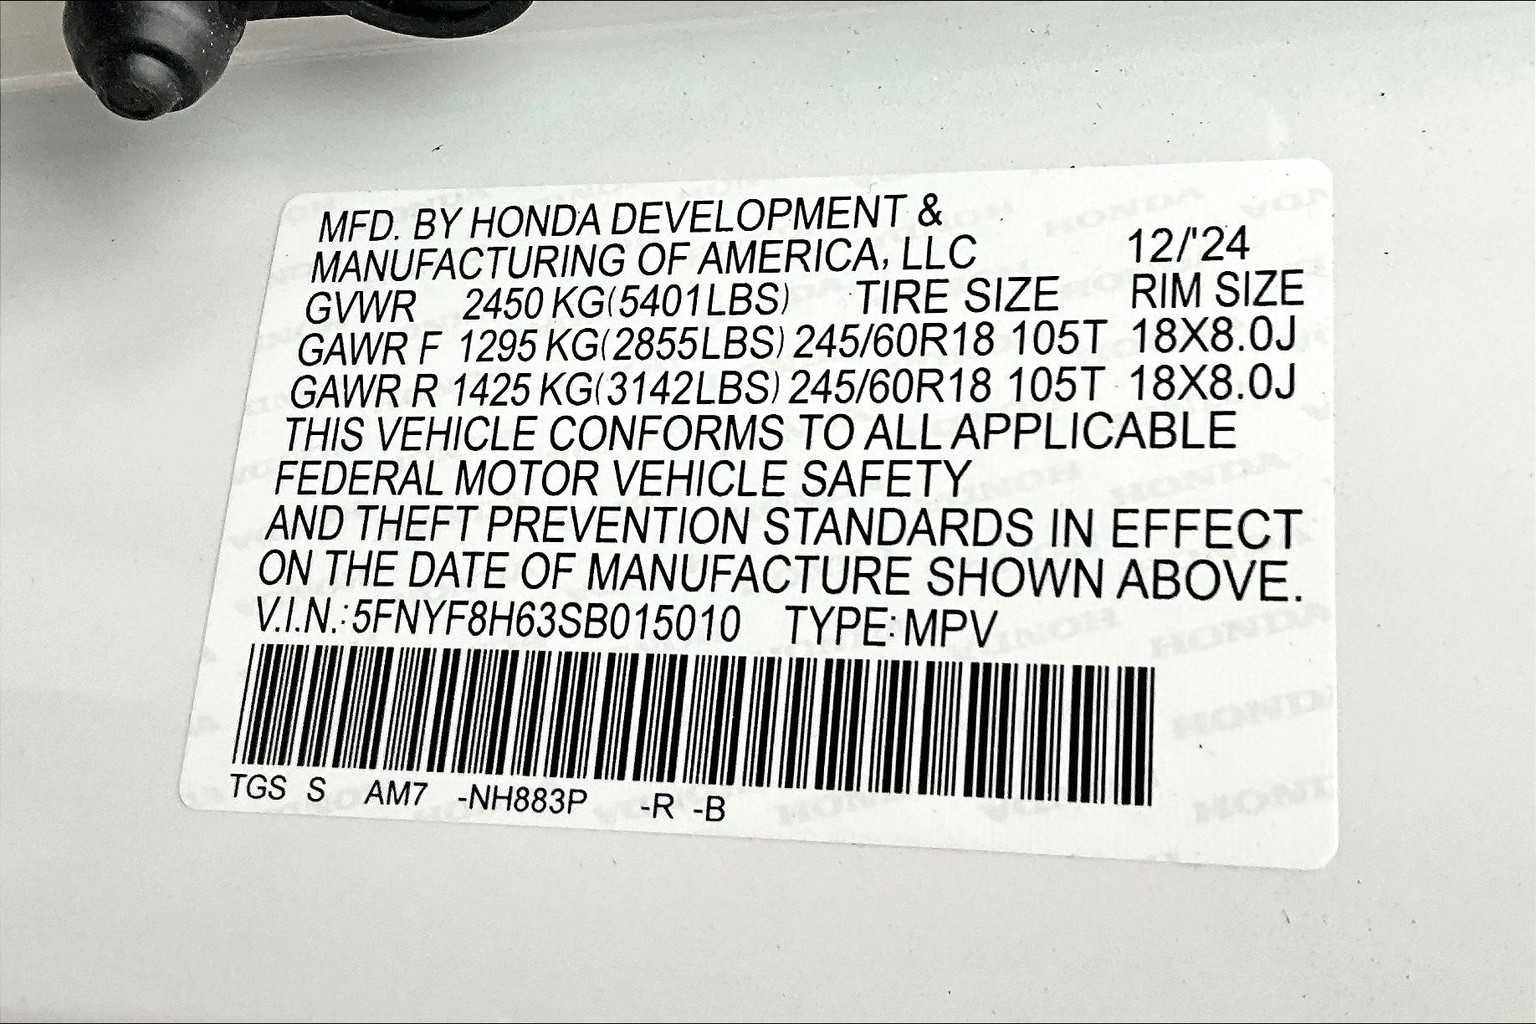 MFD. BY HONDA DEVELOPMENT &
MANUFACTURING OF AMERICA, LLC 12/'24
GVWR 2450 KG(5401LBS) TIRE SIZE RIM SIZE
GAWR F 1295 KG(2855LBS) 245/60R18 105T 18X8.0J
GAWR R 1425 KG(3142LBS) 245/60R18 105T 18X8.0J
THIS VEHICLE CONFORMS TO ALL APPLICABLE
FEDERAL MOTOR VEHICLE SAFETY
AND THEFT PREVENTION STANDARDS IN EFFECT
ON THE DATE OF MANUFACTURE SHOWN ABOVE.
V.I.N.: 5FNYF8H63SB015010 TYPE: MPV
TGS S AM7 -NH883P -R -B